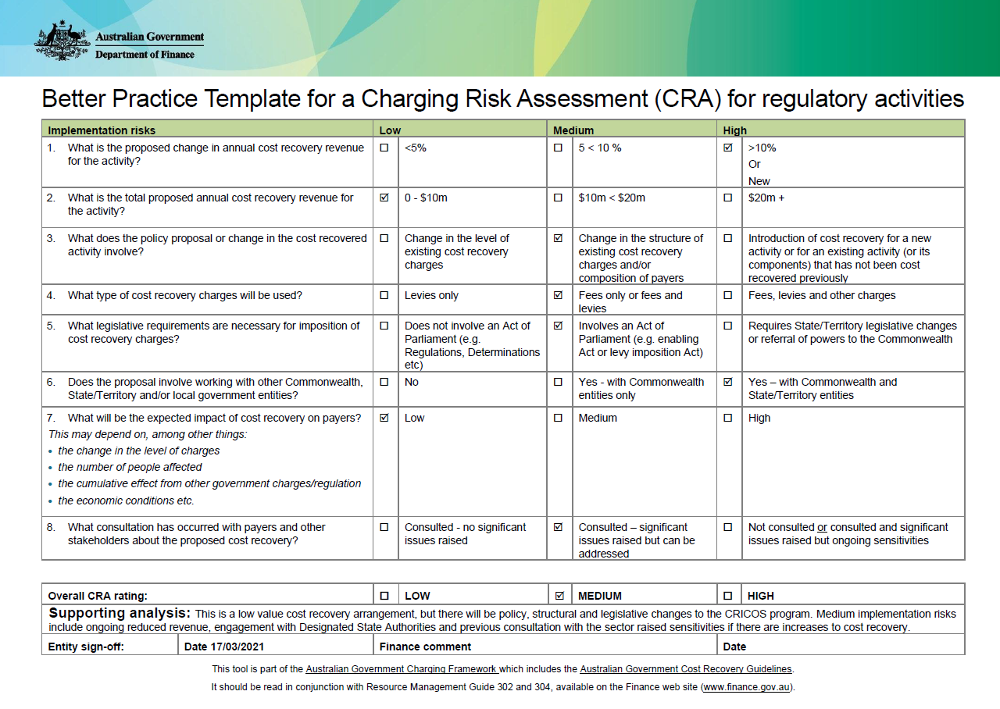 Australian Government
Department of Finance
Better Practice Template for a Charging Risk Assessment (CRA) for regulatory activities
Implementation risks Low Medium High
1. What is the proposed change in annual cost recovery revenue
for the activity?
☐ <5%
☐ 5 < 10 %
☑ >10%
Or
New
2. What is the total proposed annual cost recovery revenue for
the activity?
☑ 0 - $10m
☐ $10m < $20m
☐ $20m +
3. What does the policy proposal or change in the cost recovered
activity involve?
☐ Change in the level of
existing cost recovery
charges
☑ Change in the structure of
existing cost recovery
charges and/or
composition of payers
☐ Introduction of cost recovery for a new
activity or for an existing activity (or its
components) that has not been cost
recovered previously
4. What type of cost recovery charges will be used?
☐ Levies only
☑ Fees only or fees and
levies
☐ Fees, levies and other charges
5. What legislative requirements are necessary for imposition of
cost recovery charges?
☐ Does not involve an Act of
Parliament (e.g.
Regulations, Determinations
etc)
☑ Involves an Act of
Parliament (e.g. enabling
Act or levy imposition Act)
☐ Requires State/Territory legislative changes
or referral of powers to the Commonwealth
6. Does the proposal involve working with other Commonwealth,
State/Territory and/or local government entities?
☐ No
☐ Yes - with Commonwealth
entities only
☑ Yes – with Commonwealth and
State/Territory entities
7. What will be the expected impact of cost recovery on payers?
This may depend on, among other things:
• the change in the level of charges
• the number of people affected
• the cumulative effect from other government charges/regulation
• the economic conditions etc.
☑ Low
☐ Medium
☐ High
8. What consultation has occurred with payers and other
stakeholders about the proposed cost recovery?
☐ Consulted - no significant
issues raised
☑ Consulted – significant
issues raised but can be
addressed
☐ Not consulted or consulted and significant
issues raised but ongoing sensitivities
Overall CRA rating: ☐ LOW ☑ MEDIUM ☐ HIGH
Supporting analysis: This is a low value cost recovery arrangement, but there will be policy, structural and legislative changes to the CRICOS program. Medium implementation risks
include ongoing reduced revenue, engagement with Designated State Authorities and previous consultation with the sector raised sensitivities if there are increases to cost recovery.
Entity sign-off: Date 17/03/2021 Finance comment Date
This tool is part of the Australian Government Charging Framework which includes the Australian Government Cost Recovery Guidelines.
It should be read in conjunction with Resource Management Guide 302 and 304, available on the Finance web site (www.finance.gov.au).